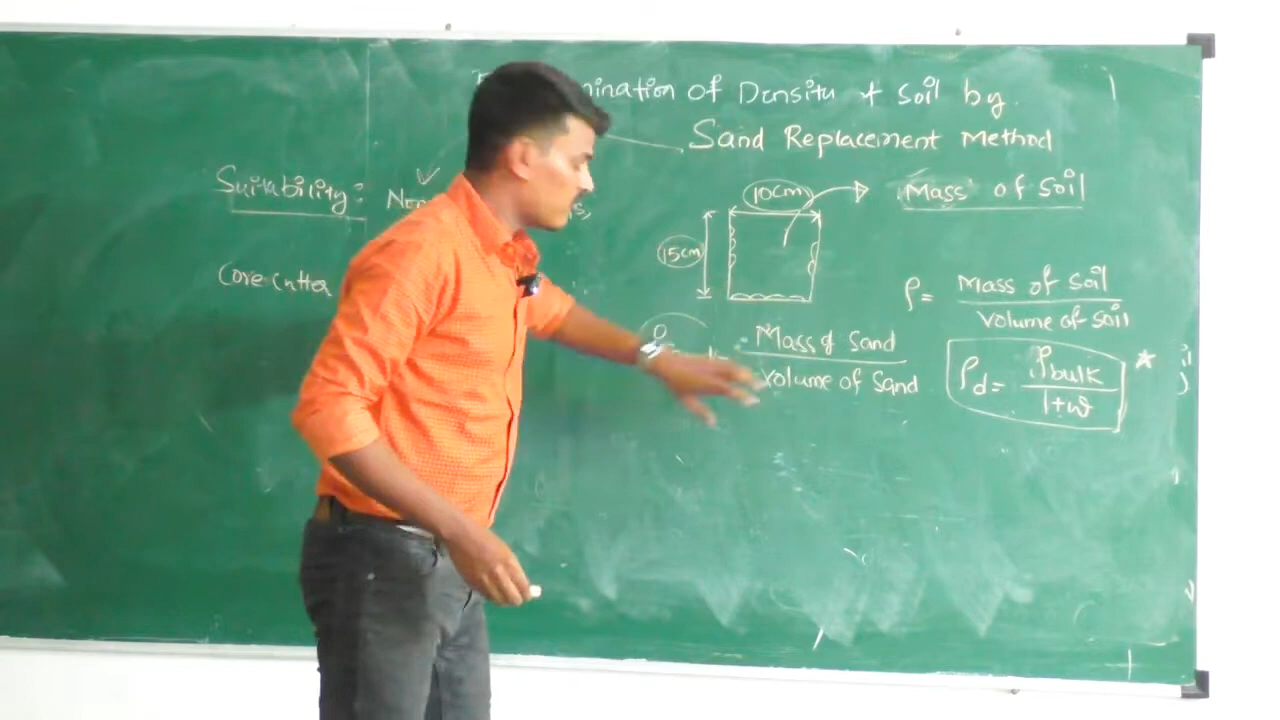 mination of Density of Soil by
Sand Replacement Method
Suitability:
Core-Cutter
10cm
15cm
Mass of Soil
ρ = Mass of Soil
Volume of Soil
Mass of Sand
Volume of Sand
ρd = ρbulk
1+w
*